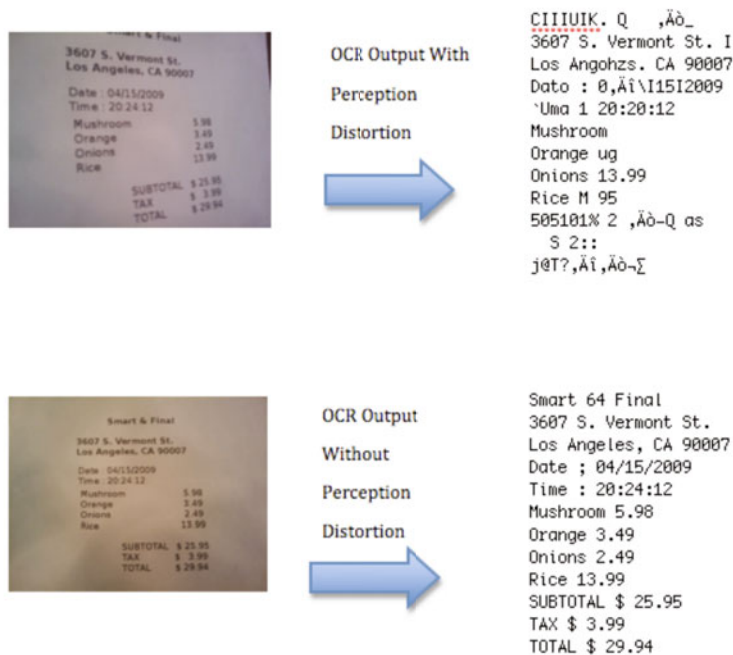 Smart & Final
3607 S. Vermont St.
Los Angeles, CA 90007
Date : 04/15/2009
Time : 20:24:12
Mushroom 5.98
Orange 3.49
Onions 2.49
Rice 13.99
SUBTOTAL $ 25.95
TAX $ 3.99
TOTAL $ 29.94
OCR Output With
Perception
Distortion
CIIIUIK. Q ,Äò_
3607 S. Vermont St. I
Los Angohzs. CA 90007
Dato : 0,Äî\I15I2009
`Uma 1 20:20:12
Mushroom
Orange ug
Onions 13.99
Rice M 95
505101% 2 ,Äò-Q as
S 2::
j@T?,Äî,Äò¬∑
Smart & Final
3607 S. Vermont St.
Los Angeles, CA 90007
Date : 04/15/2009
Time : 20:24:12
Mushroom 5.98
Orange 3.49
Onions 2.49
Rice 13.99
SUBTOTAL $ 25.95
TAX $ 3.99
TOTAL $ 29.94
OCR Output
Without
Perception
Distortion
Smart 64 Final
3607 S. Vermont St.
Los Angeles, CA 90007
Date ; 04/15/2009
Time : 20:24:12
Mushroom 5.98
Orange 3.49
Onions 2.49
Rice 13.99
SUBTOTAL $ 25.95
TAX $ 3.99
TOTAL $ 29.94